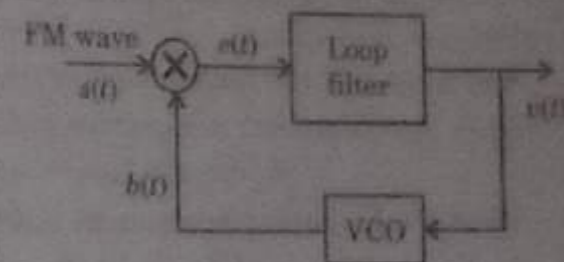 FM wave
s(t)
e(t)
Loop
filter
v(t)
b(t)
VCO